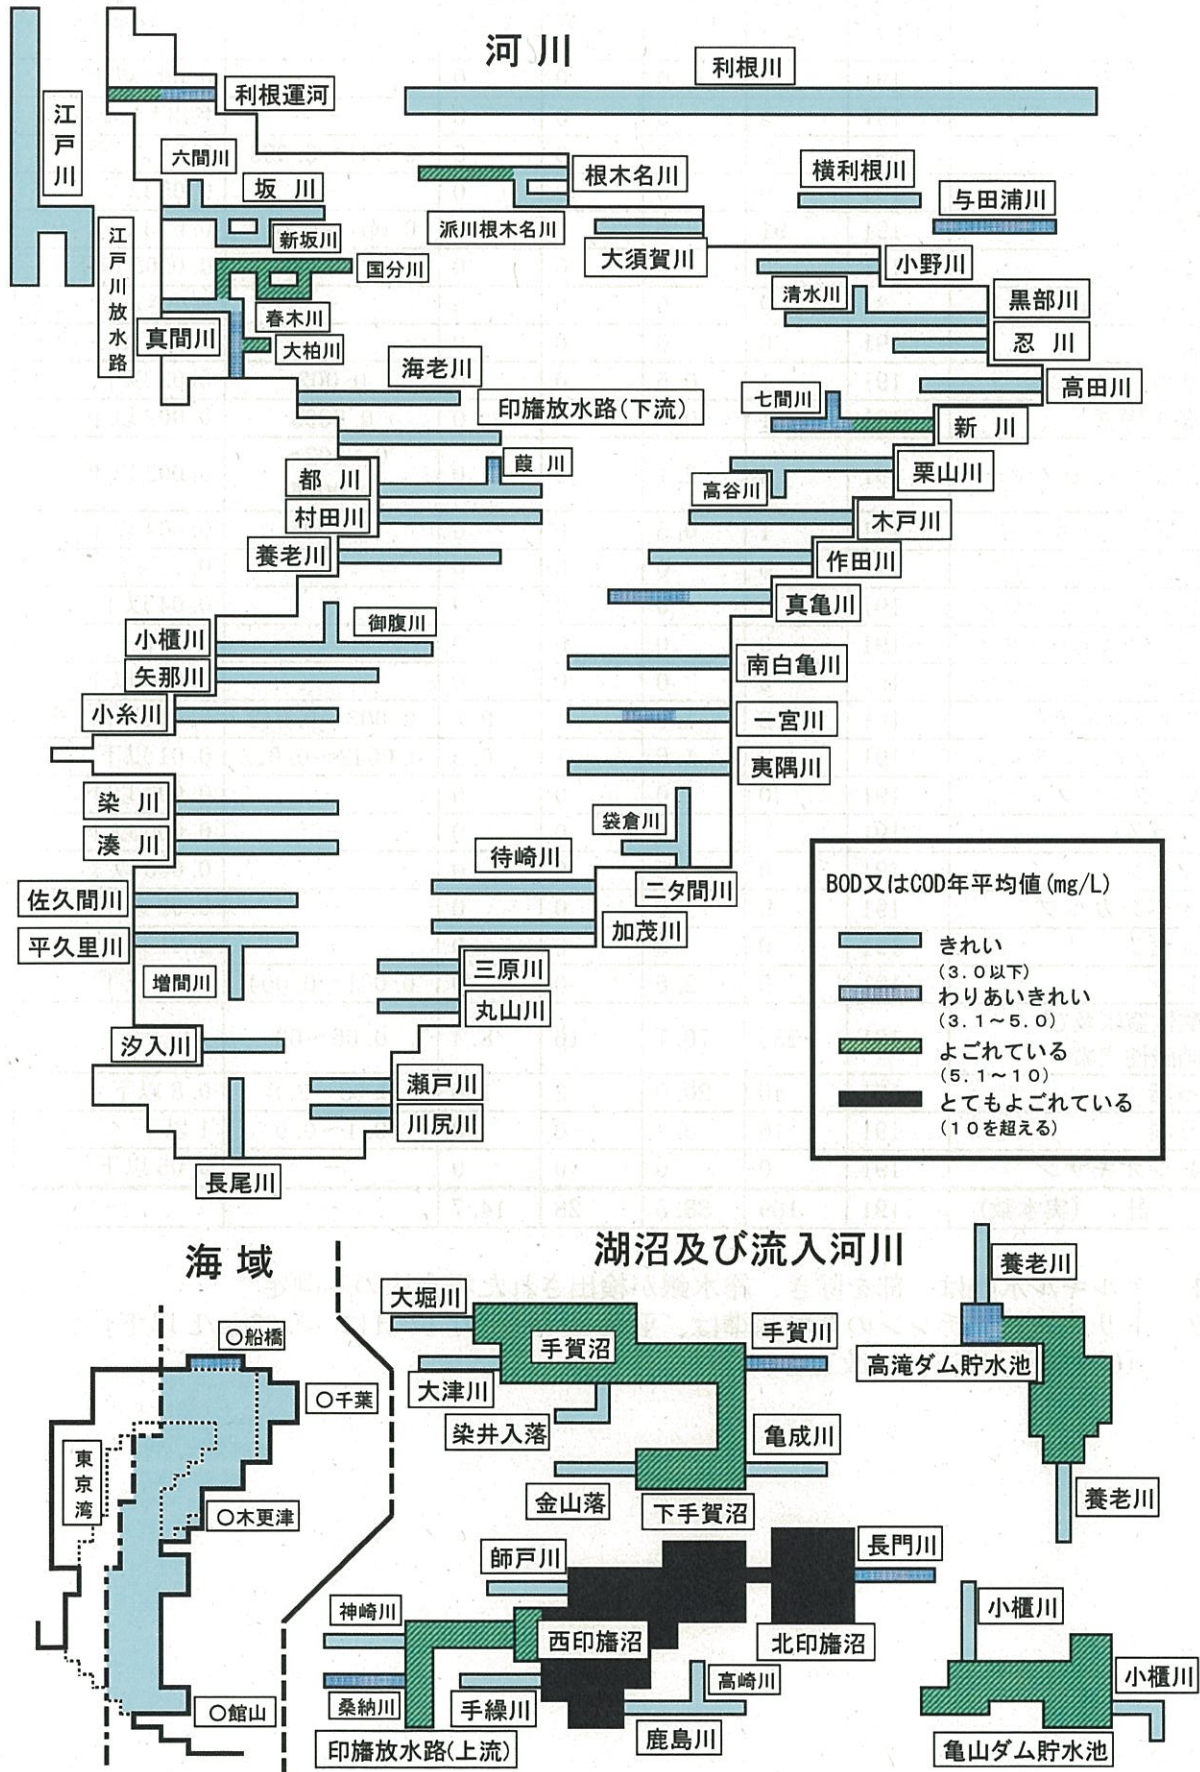 河川
利根川
江戸川
利根運河
六間川
坂 川
根木名川
横利根川
与田浦川
江戸川放水路
新坂川
派川根木名川
大須賀川
国分川
小野川
清水川
黒部川
春木川
真間川
大柏川
忍 川
海老川
高田川
印旛放水路(下流)
七間川
新 川
葭 川
都 川
栗山川
高谷川
村田川
木戸川
養老川
作田川
真亀川
御腹川
小櫃川
南白亀川
矢那川
小糸川
一宮川
夷隅川
染 川
袋倉川
湊 川
待崎川
二タ間川
佐久間川
加茂川
平久里川
三原川
増間川
丸山川
汐入川
瀬戸川
川尻川
長尾川
BOD又はCOD年平均値(mg/L)
きれい
(3.0以下)
わりあいきれい
(3.1~5.0)
よごれている
(5.1~10)
とてもよごれている
(10を超える)
海域
○船橋
○千葉
東京湾
○木更津
○館山
湖沼及び流入河川
養老川
大堀川
手賀沼
手賀川
高滝ダム貯水池
大津川
染井入落
亀成川
金山落
下手賀沼
養老川
師戸川
長門川
神崎川
西印旛沼
北印旛沼
小櫃川
桑納川
手繰川
高崎川
小櫃川
印旛放水路(上流)
鹿島川
亀山ダム貯水池